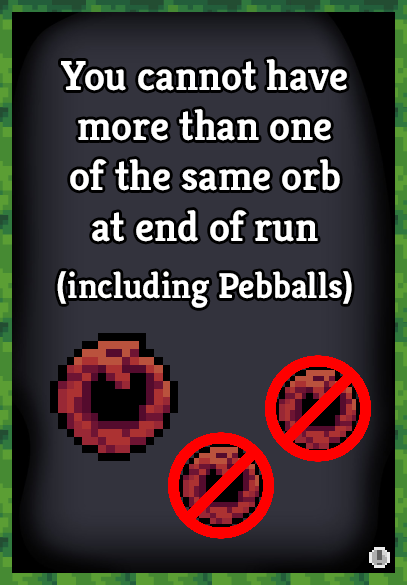 You cannot have
more than one
of the same orb
at end of run
(including Pebballs)